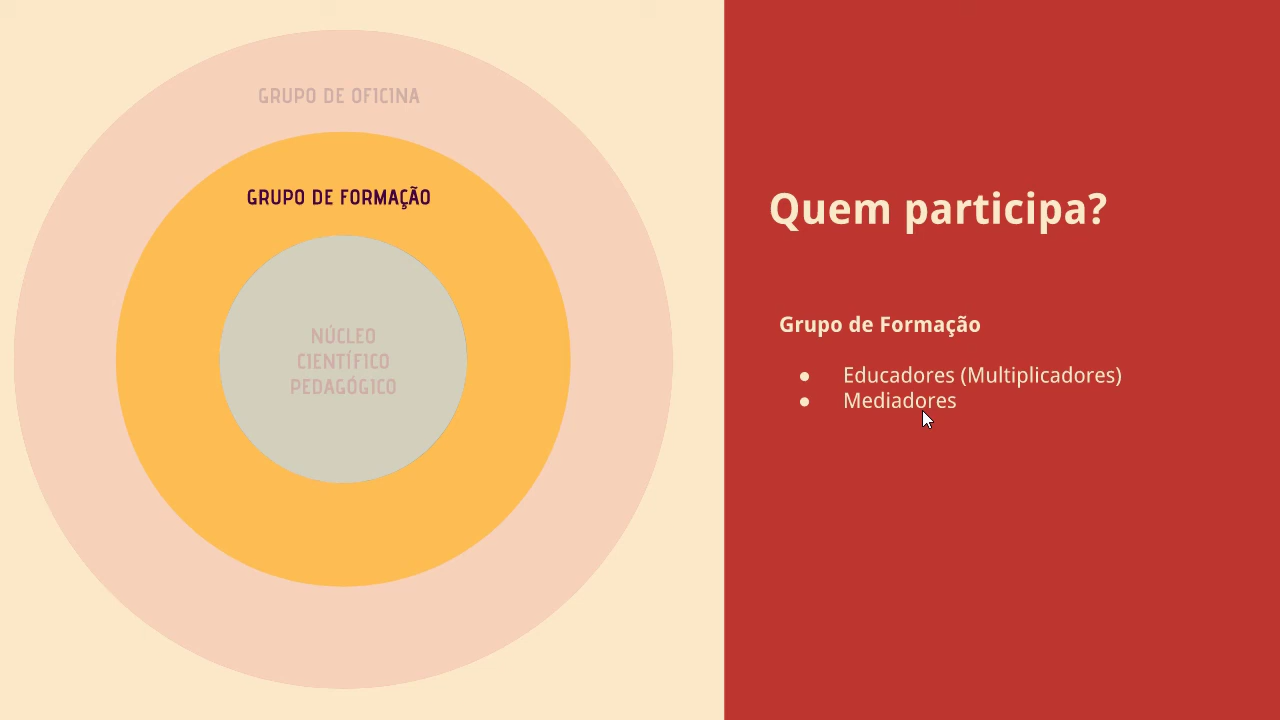 GRUPO DE OFICINA
GRUPO DE FORMAÇÃO
NÚCLEO
CIENTÍFICO
PEDAGÓGICO
Quem participa?
Grupo de Formação
● Educadores (Multiplicadores)
● Mediadores